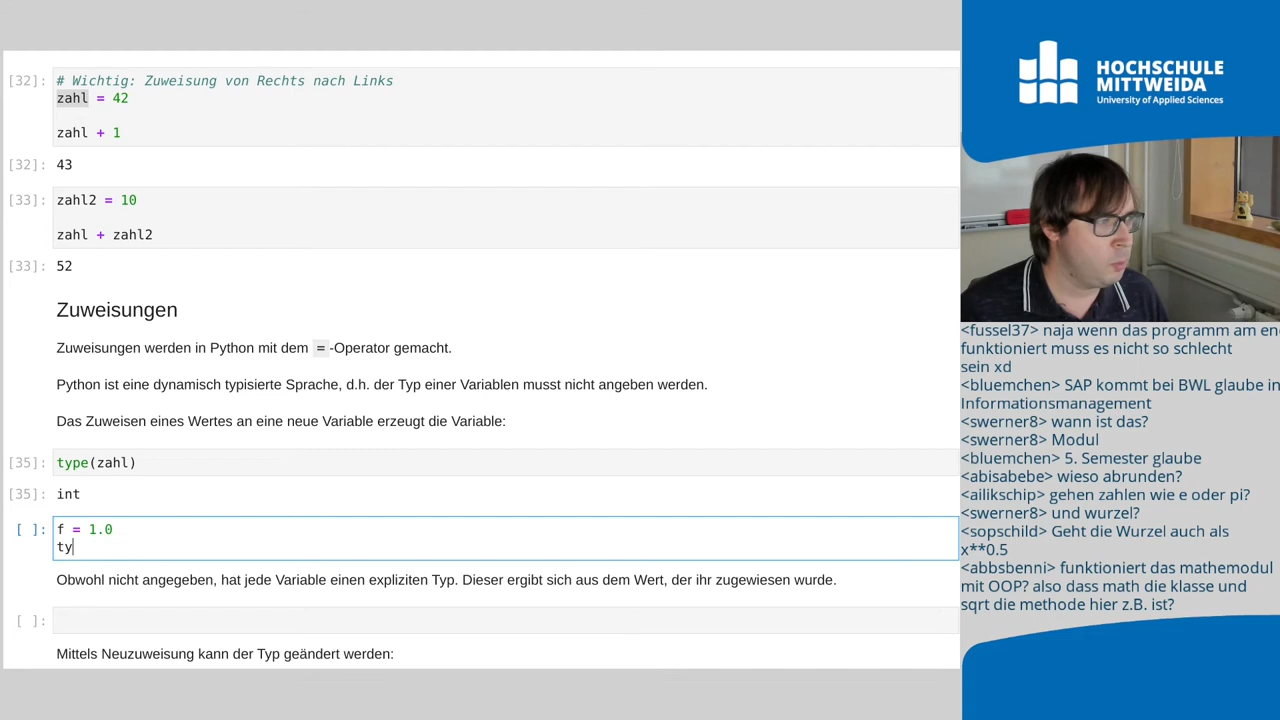 [32]: # Wichtig: Zuweisung von Rechts nach Links
zahl = 42
zahl + 1
[32]: 43
[33]: zahl2 = 10
zahl + zahl2
[33]: 52
Zuweisungen
Zuweisungen werden in Python mit dem = -Operator gemacht.
Python ist eine dynamisch typisierte Sprache, d.h. der Typ einer Variablen musst nicht angeben werden.
Das Zuweisen eines Wertes an eine neue Variable erzeugt die Variable:
[35]: type(zahl)
[35]: int
[ ]: f = 1.0
ty
Obwohl nicht angegeben, hat jede Variable einen expliziten Typ. Dieser ergibt sich aus dem Wert, der ihr zugewiesen wurde.
[ ]:
Mittels Neuzuweisung kann der Typ geändert werden:
HOCHSCHULE
MITTWEIDA
University of Applied Sciences
<fussel37> naja wenn das programm am en
funktioniert muss es nicht so schlecht
sein xd
<bluemchen> SAP kommt bei BWL glaube in
Informationsmanagement
<swerner8> wann ist das?
<swerner8> Modul
<bluemchen> 5. Semester glaube
<abisabebe> wieso abrunden?
<ailikschip> gehen zahlen wie e oder pi?
<swerner8> und wurzel?
<sopschild> Geht die Wurzel auch als
x**0.5
<abbsbenni> funktioniert das mathemodul
mit OOP? also dass math die klasse und
sqrt die methode hier z.B. ist?